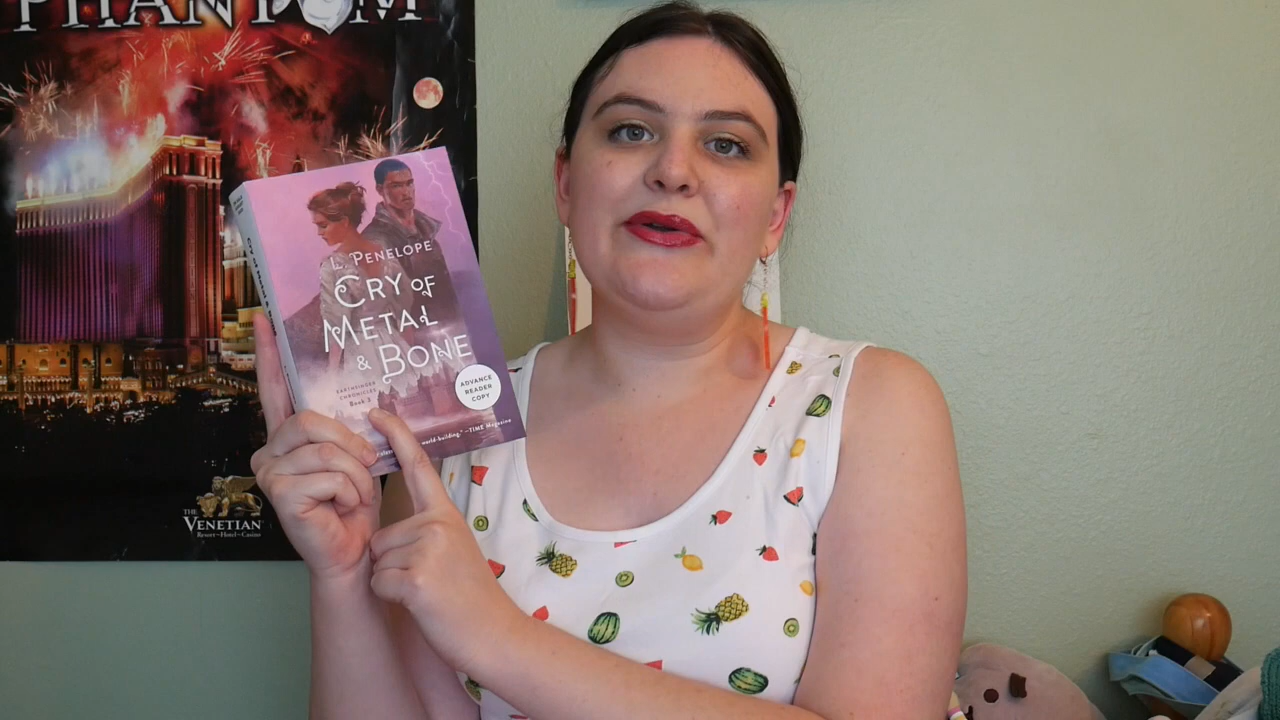 PHANTOM
L. PENELOPE
CRY OF
METAL
& BONE
EARTHSINGER
CHRONICLES
Book 3
ADVANCE
READER
COPY
world-building." —TIME Magazine
THE
VENETIAN
Resort~Hotel~Casino